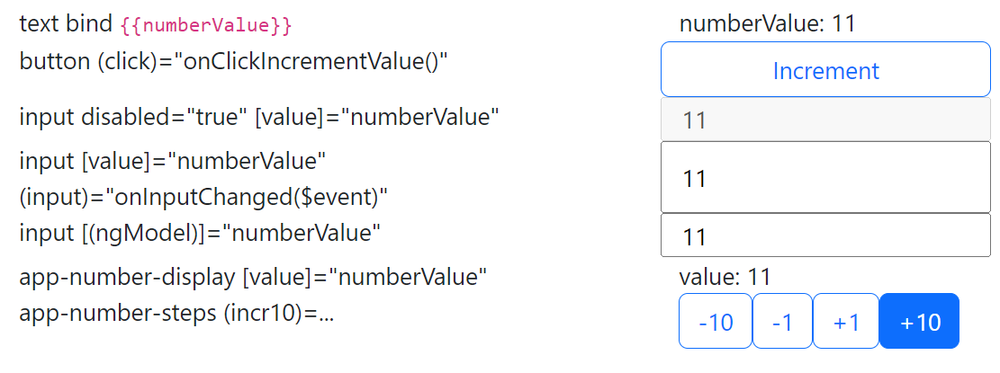 text bind {{numberValue}}
numberValue: 11
button (click)="onClickIncrementValue()"
Increment
input disabled="true" [value]="numberValue"
11
input [value]="numberValue"
(input)="onInputChanged($event)"
11
input [(ngModel)]="numberValue"
11
app-number-display [value]="numberValue"
value: 11
app-number-steps (incr10)=...
-10 -1 +1 +10